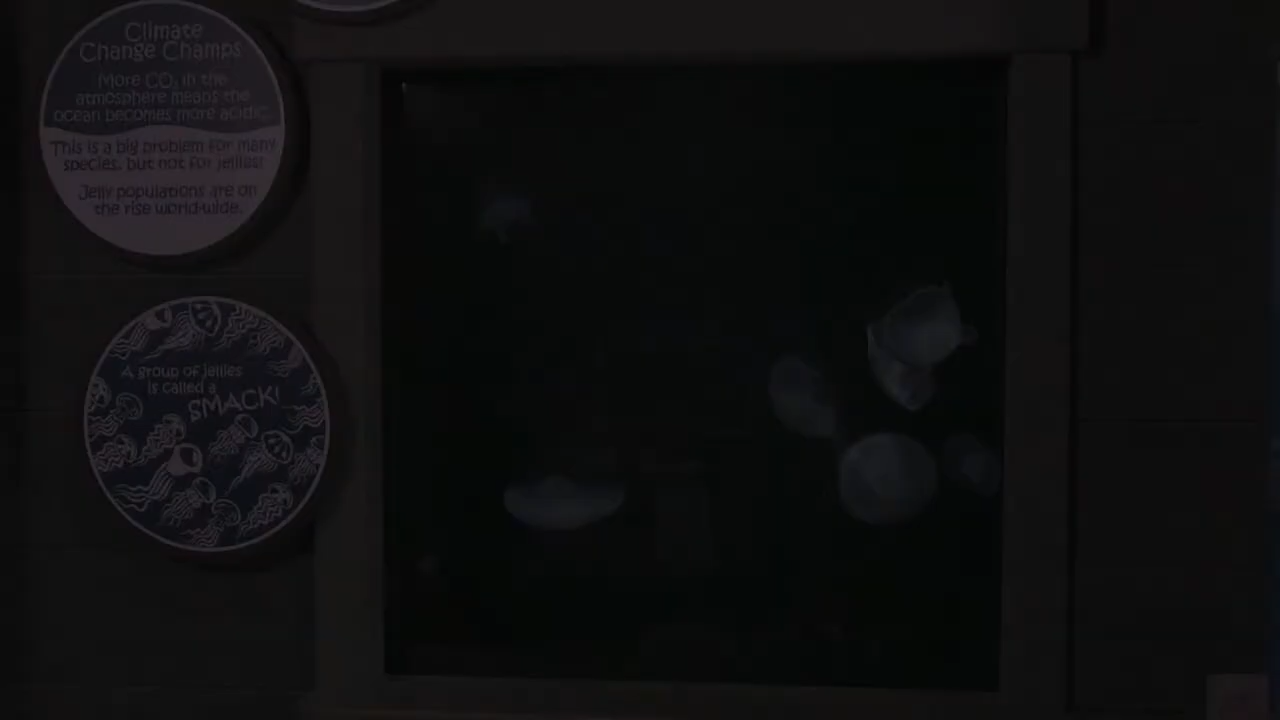 Climate
Change Champs
More CO₂ in the
atmosphere means the
ocean becomes more acidic.
This is a big problem for many
species, but not for jellies!
Jelly populations are on
the rise world-wide.
A group of jellies
is called a
SMACK!